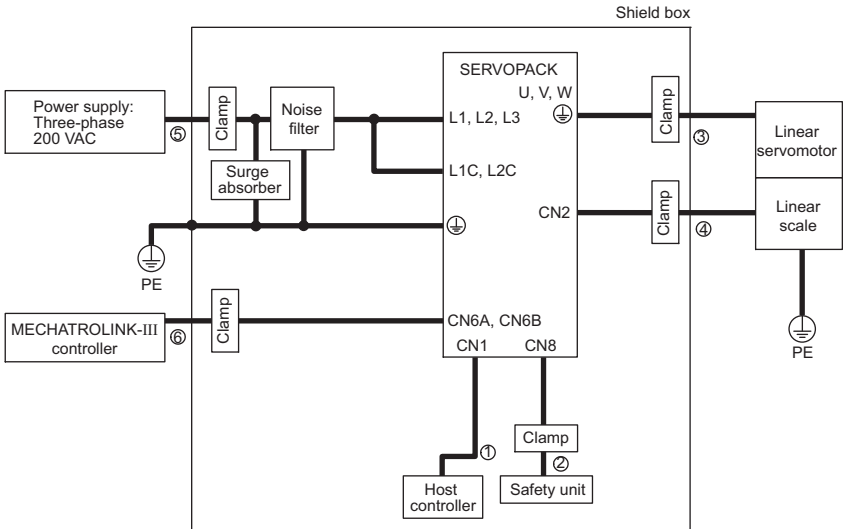 Shield box
SERVOPACK
U, V, W
Power supply:
Three-phase
200 VAC
⑤
Clamp
Noise
filter
L1, L2, L3
Clamp
③
Linear
servomotor
Surge
absorber
L1C, L2C
CN2
Clamp
④
Linear
scale
PE
PE
MECHATROLINK-III
controller
⑥
Clamp
CN6A, CN6B
CN1
CN8
①
Clamp
②
Host
controller
Safety unit